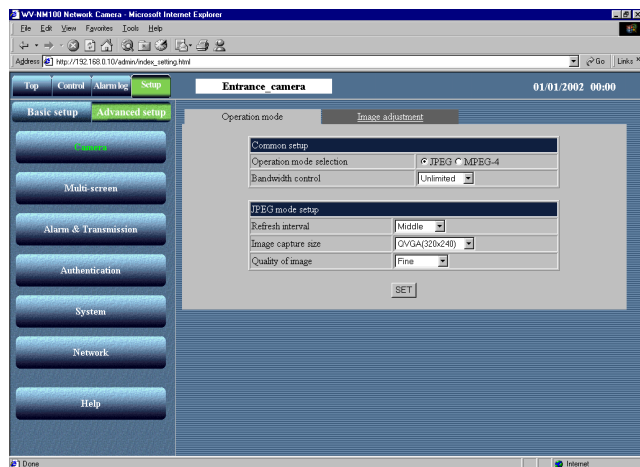 WV-NM100 Network Camera - Microsoft Internet Explorer
File Edit View Favorites Tools Help
Address http://192.168.0.10/admin/index_setting.html Go Links
Top Control Alarm log Setup Entrance_camera 01/01/2002 00:00
Basic setup Advanced setup
Operation mode Image adjustment
Camera
Multi-screen
Alarm & Transmission
Authentication
System
Network
Help
Common setup
Operation mode selection JPEG MPEG-4
Bandwidth control Unlimited
JPEG mode setup
Refresh interval Middle
Image capture size QVGA(320x240)
Quality of image Fine
SET
Done Internet